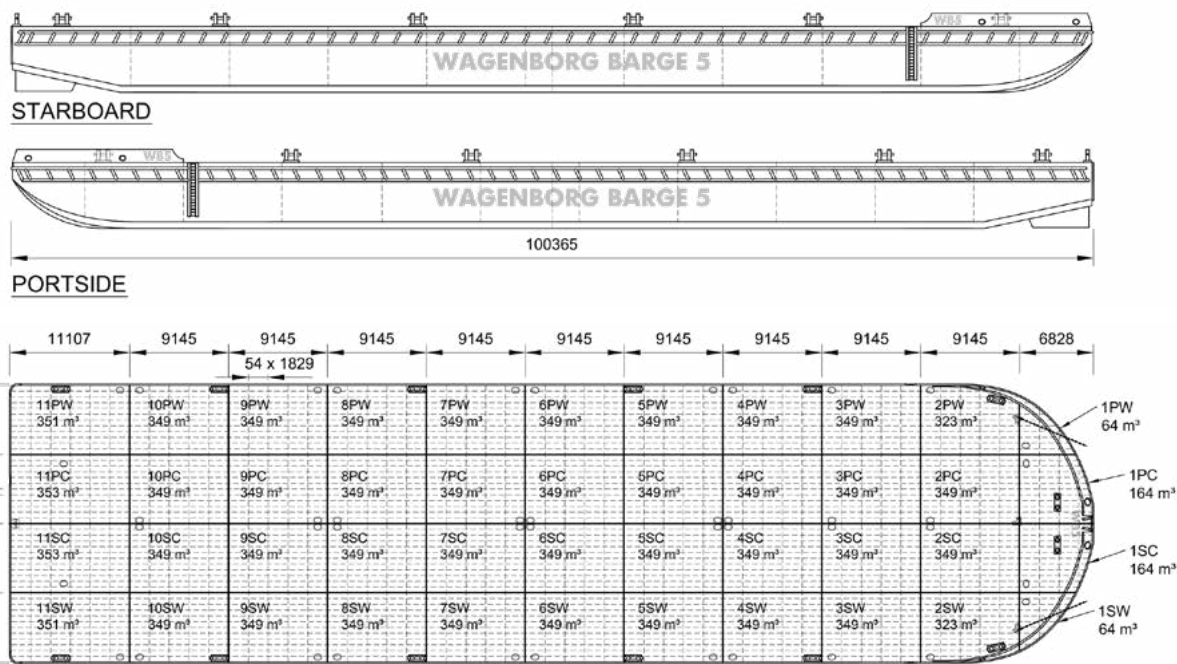 WB5
WAGENBORG BARGE 5
STARBOARD
WB5
WAGENBORG BARGE 5
100365
PORTSIDE
11107 9145 9145 9145 9145 9145 9145 9145 9145 9145 6828
54 x 1829
11PW 10PW 9PW 8PW 7PW 6PW 5PW 4PW 3PW 2PW 1PW
351 m³ 349 m³ 349 m³ 349 m³ 349 m³ 349 m³ 349 m³ 349 m³ 349 m³ 323 m³ 64 m³
11PC 10PC 9PC 8PC 7PC 6PC 5PC 4PC 3PC 2PC 1PC
353 m³ 349 m³ 349 m³ 349 m³ 349 m³ 349 m³ 349 m³ 349 m³ 349 m³ 349 m³ 164 m³
11SC 10SC 9SC 8SC 7SC 6SC 5SC 4SC 3SC 2SC 1SC
353 m³ 349 m³ 349 m³ 349 m³ 349 m³ 349 m³ 349 m³ 349 m³ 349 m³ 349 m³ 164 m³
11SW 10SW 9SW 8SW 7SW 6SW 5SW 4SW 3SW 2SW 1SW
351 m³ 349 m³ 349 m³ 349 m³ 349 m³ 349 m³ 349 m³ 349 m³ 349 m³ 323 m³ 64 m³